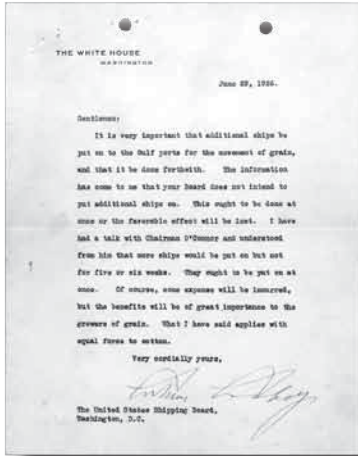 THE WHITE HOUSE
WASHINGTON
June 22, 1926.
Gentlemen:
It is very important that additional ships be
put on to the Gulf ports for the movement of grain,
and that it be done forthwith. The information
has come to me that your Board does not intend to
put additional ships on. This ought to be done at
once or the favorable effect will be lost. I have
had a talk with Chairman O'Connor and understood
from him that more ships would be put on but not
for five or six weeks. They ought to be put on at
once. Of course, some expense will be incurred,
but the benefits will be of great importance to the
growers of grain. What I have said applies with
equal force to cotton.
Very cordially yours,
The United States Shipping Board,
Washington, D.C.